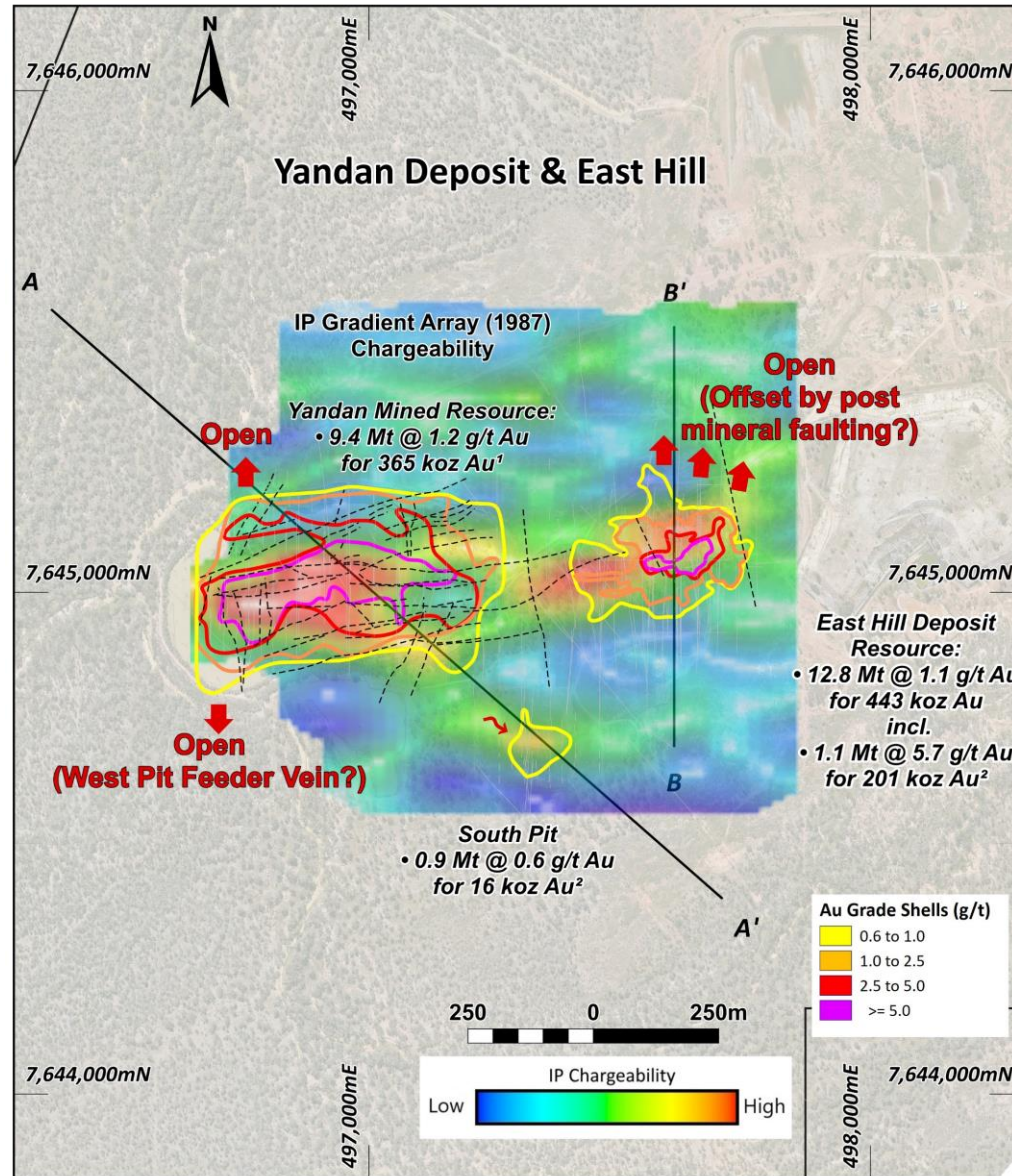 N
7,646,000mN
497,000mE
498,000mE
7,646,000mN
Yandan Deposit & East Hill
A
B'
IP Gradient Array (1987)
Chargeability
Open
(Offset by post
mineral faulting?)
Yandan Mined Resource:
• 9.4 Mt @ 1.2 g/t Au
for 365 koz Au¹
Open
7,645,000mN
7,645,000mN
East Hill Deposit
Resource:
• 12.8 Mt @ 1.1 g/t Au
for 443 koz Au
incl.
• 1.1 Mt @ 5.7 g/t Au
for 201 koz Au²
Open
(West Pit Feeder Vein?)
B
South Pit
• 0.9 Mt @ 0.6 g/t Au
for 16 koz Au²
A'
Au Grade Shells (g/t)
0.6 to 1.0
1.0 to 2.5
2.5 to 5.0
>= 5.0
250 0 250m
IP Chargeability
Low High
7,644,000mN
497,000mE
498,000mE
7,644,000mN